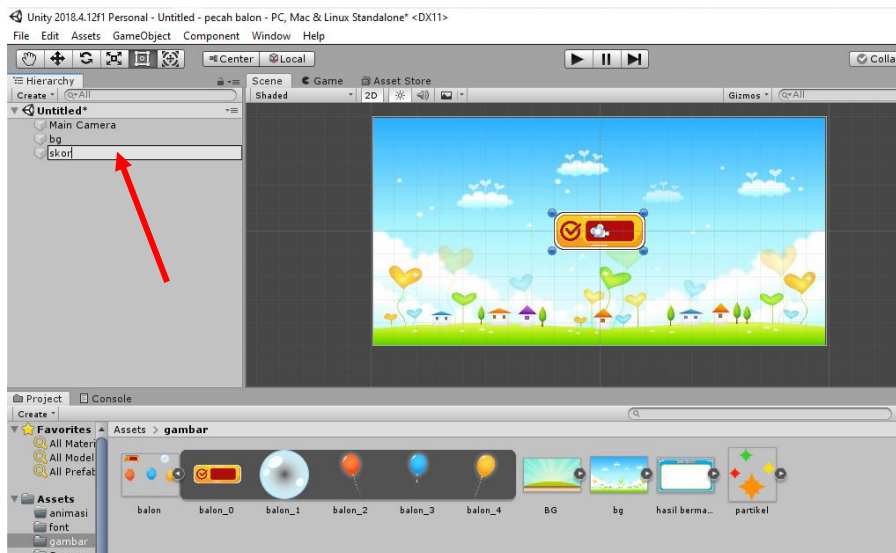 Unity 2018.4.12f1 Personal - Untitled - pecah balon - PC, Mac & Linux Standalone* <DX11>
File Edit Assets GameObject Component Window Help
Center Local Colla
Hierarchy
Create All
Untitled*
Main Camera
bg
skor
Scene Game Asset Store
Shaded 2D Gizmos All
Project Console
Create
Favorites
All Materi
All Model
All Prefab
Assets
animasi
font
gambar
Assets > gambar
balon balon_0 balon_1 balon_2 balon_3 balon_4 BG bg hasil berma... partikel